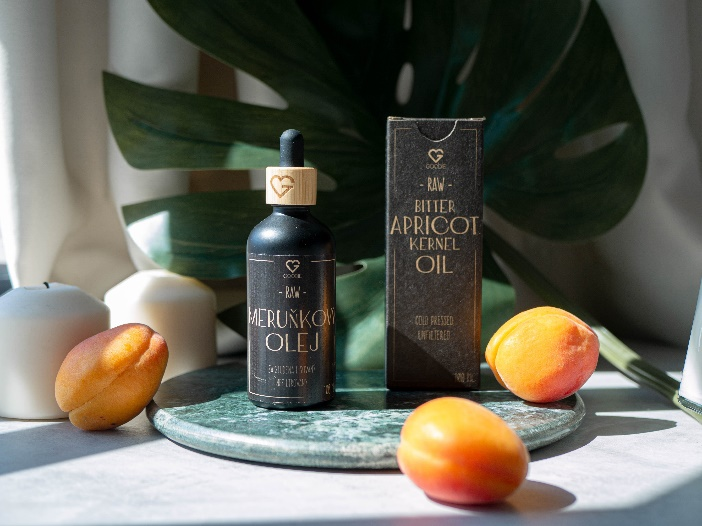 GOODIE
- RAW -
MERUŇKOVÝ
OLEJ
GOODIE
- RAW -
BITTER
APRICOT
KERNEL
OIL
COLD PRESSED
UNFILTERED